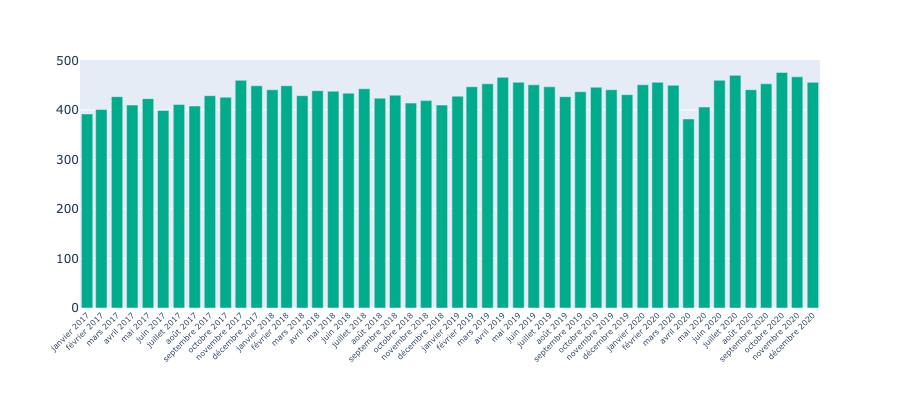 500
400
300
200
100
0
janvier 2017
février 2017
mars 2017
avril 2017
mai 2017
juin 2017
juillet 2017
août 2017
septembre 2017
octobre 2017
novembre 2017
décembre 2017
janvier 2018
février 2018
mars 2018
avril 2018
mai 2018
juin 2018
juillet 2018
août 2018
septembre 2018
octobre 2018
novembre 2018
décembre 2018
janvier 2019
février 2019
mars 2019
avril 2019
mai 2019
juin 2019
juillet 2019
août 2019
septembre 2019
octobre 2019
novembre 2019
décembre 2019
janvier 2020
février 2020
mars 2020
avril 2020
mai 2020
juin 2020
juillet 2020
août 2020
septembre 2020
octobre 2020
novembre 2020
décembre 2020